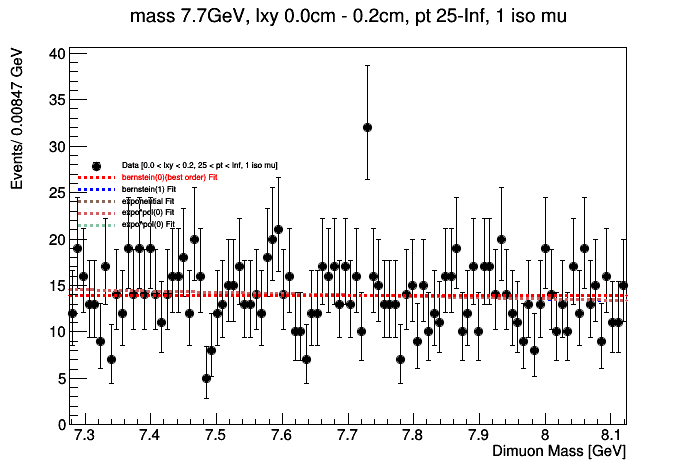 mass 7.7GeV, lxy 0.0cm - 0.2cm, pt 25-Inf, 1 iso mu
Events/ 0.00847 GeV
40
35
30
25
20
15
10
5
0
Data [0.0 < lxy < 0.2, 25 < pt < Inf, 1 iso mu]
bernstein(0)(best order) Fit
bernstein(1) Fit
exponential Fit
expo*pol(0) Fit
expo*pol(0) Fit
7.3 7.4 7.5 7.6 7.7 7.8 7.9 8 8.1
Dimuon Mass [GeV]